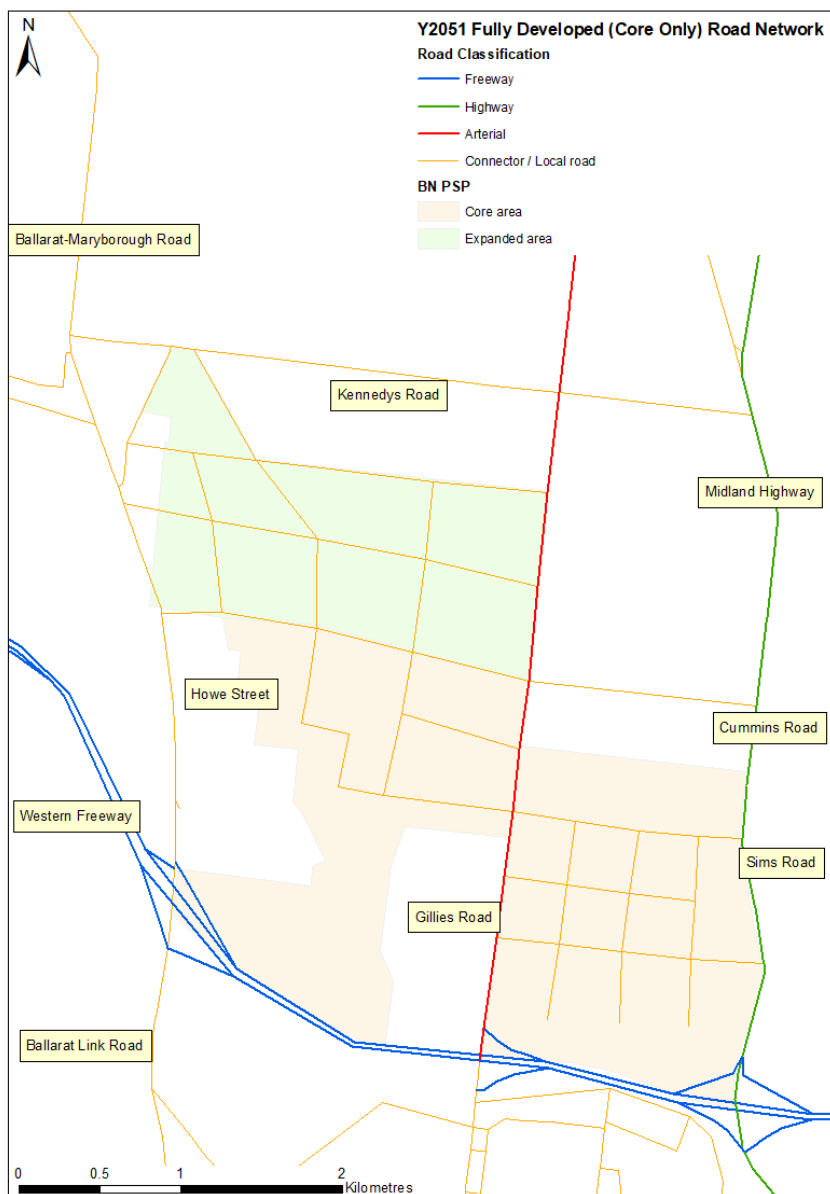 N
Y2051 Fully Developed (Core Only) Road Network
Road Classification
Freeway
Highway
Arterial
Connector / Local road
BN PSP
Core area
Expanded area
Ballarat-Maryborough Road
Kennedys Road
Midland Highway
Howe Street
Cummins Road
Western Freeway
Sims Road
Gillies Road
Ballarat Link Road
0 0.5 1 2
Kilometres